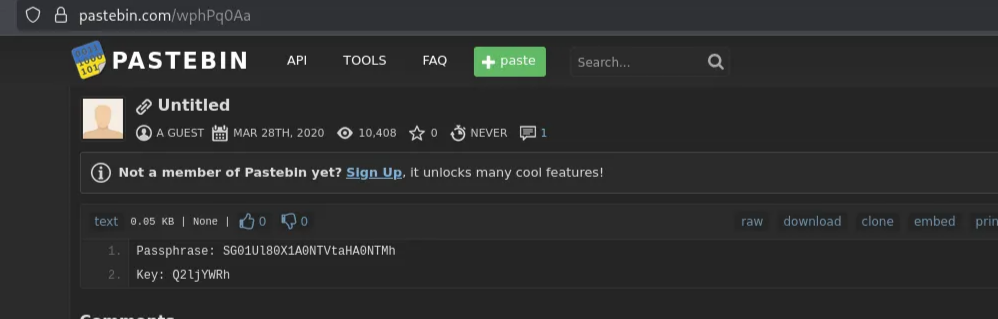 pastebin.com/wphPq0Aa
PASTEBIN API TOOLS FAQ + paste Search...
Untitled
A GUEST MAR 28TH, 2020 10,408 0 NEVER 1
Not a member of Pastebin yet? Sign Up, it unlocks many cool features!
text 0.05 KB | None | 0 0 raw download clone embed
1. Passphrase: SG01Ul80X1A0NTVtaHA0NTMh
2. Key: Q2ljYWRh